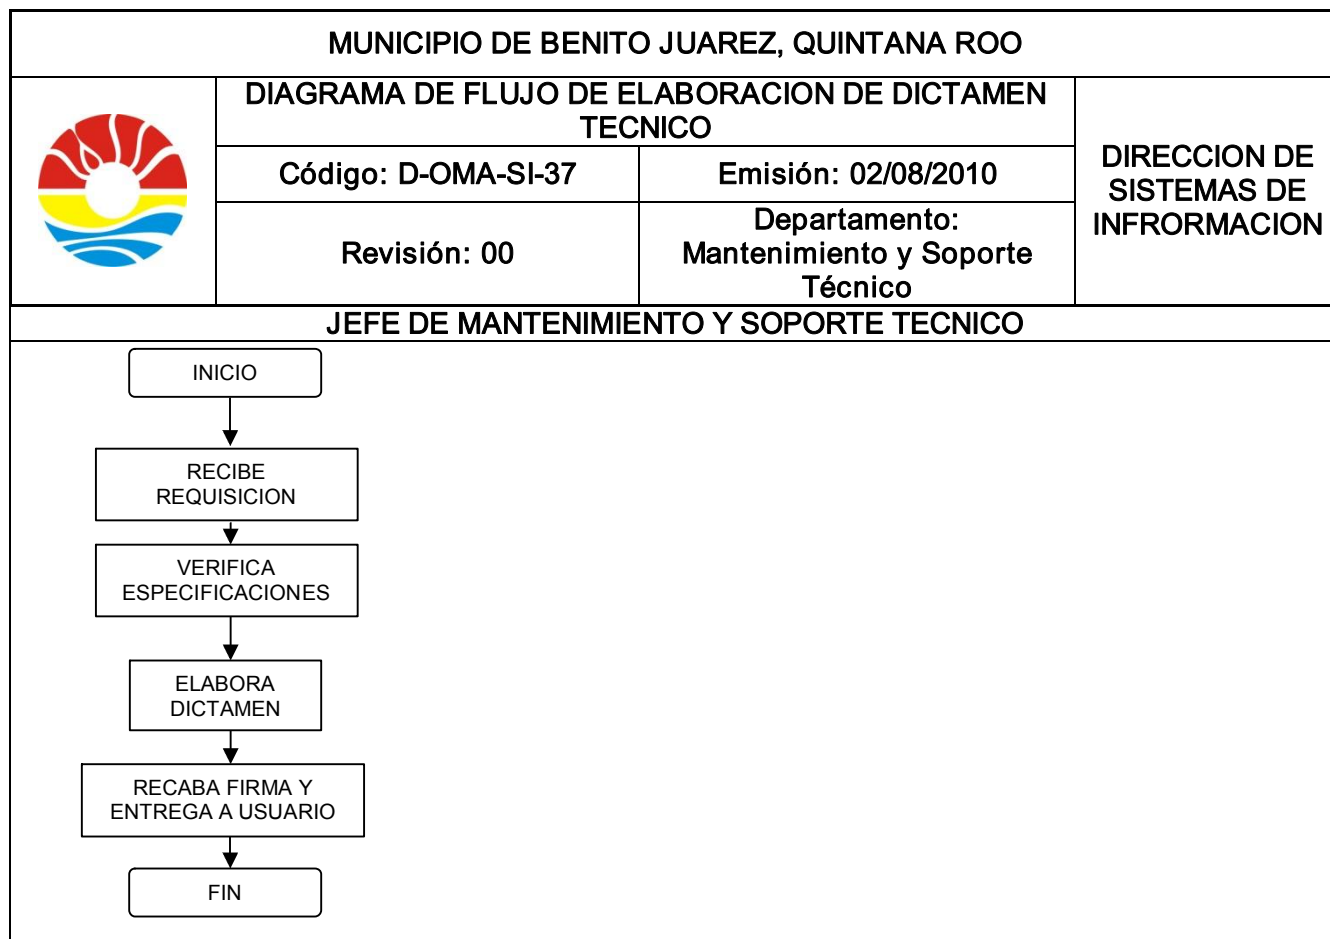 MUNICIPIO DE BENITO JUAREZ, QUINTANA ROO
DIAGRAMA DE FLUJO DE ELABORACION DE DICTAMEN
TECNICO
Código: D-OMA-SI-37
Emisión: 02/08/2010
Revisión: 00
Departamento:
Mantenimiento y Soporte
Técnico
DIRECCION DE
SISTEMAS DE
INFRORMACION
JEFE DE MANTENIMIENTO Y SOPORTE TECNICO
INICIO
RECIBE
REQUISICION
VERIFICA
ESPECIFICACIONES
ELABORA
DICTAMEN
RECABA FIRMA Y
ENTREGA A USUARIO
FIN